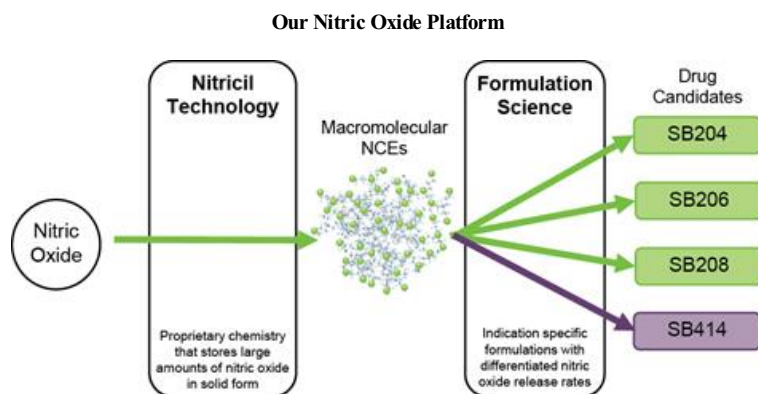 Our Nitric Oxide Platform
Nitricil
Technology
Formulation
Science
Drug
Candidates
Macromolecular
NCEs
SB204
SB206
Nitric
Oxide
SB208
SB414
Proprietary chemistry
that stores large
amounts of nitric oxide
in solid form
Indication specific
formulations with
differentiated nitric
oxide release rates